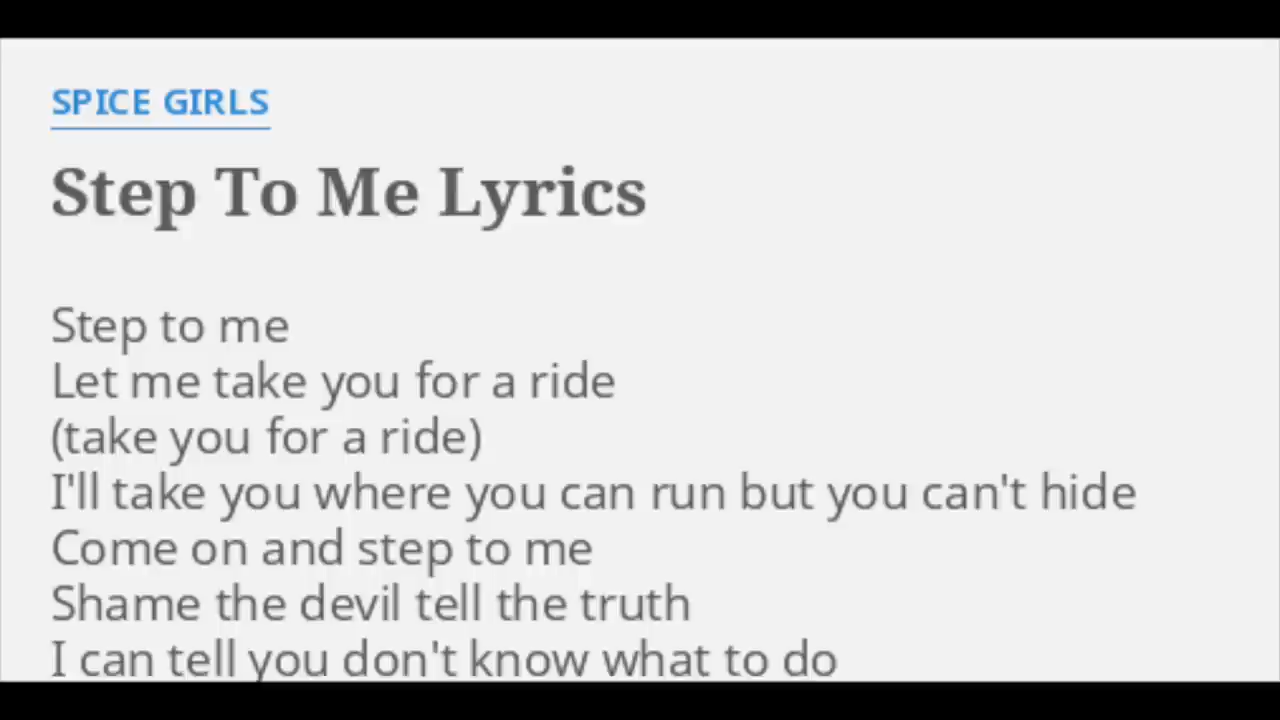 SPICE GIRLS
Step To Me Lyrics
Step to me
Let me take you for a ride
(take you for a ride)
I'll take you where you can run but you can't hide
Come on and step to me
Shame the devil tell the truth
I can tell you don't know what to do